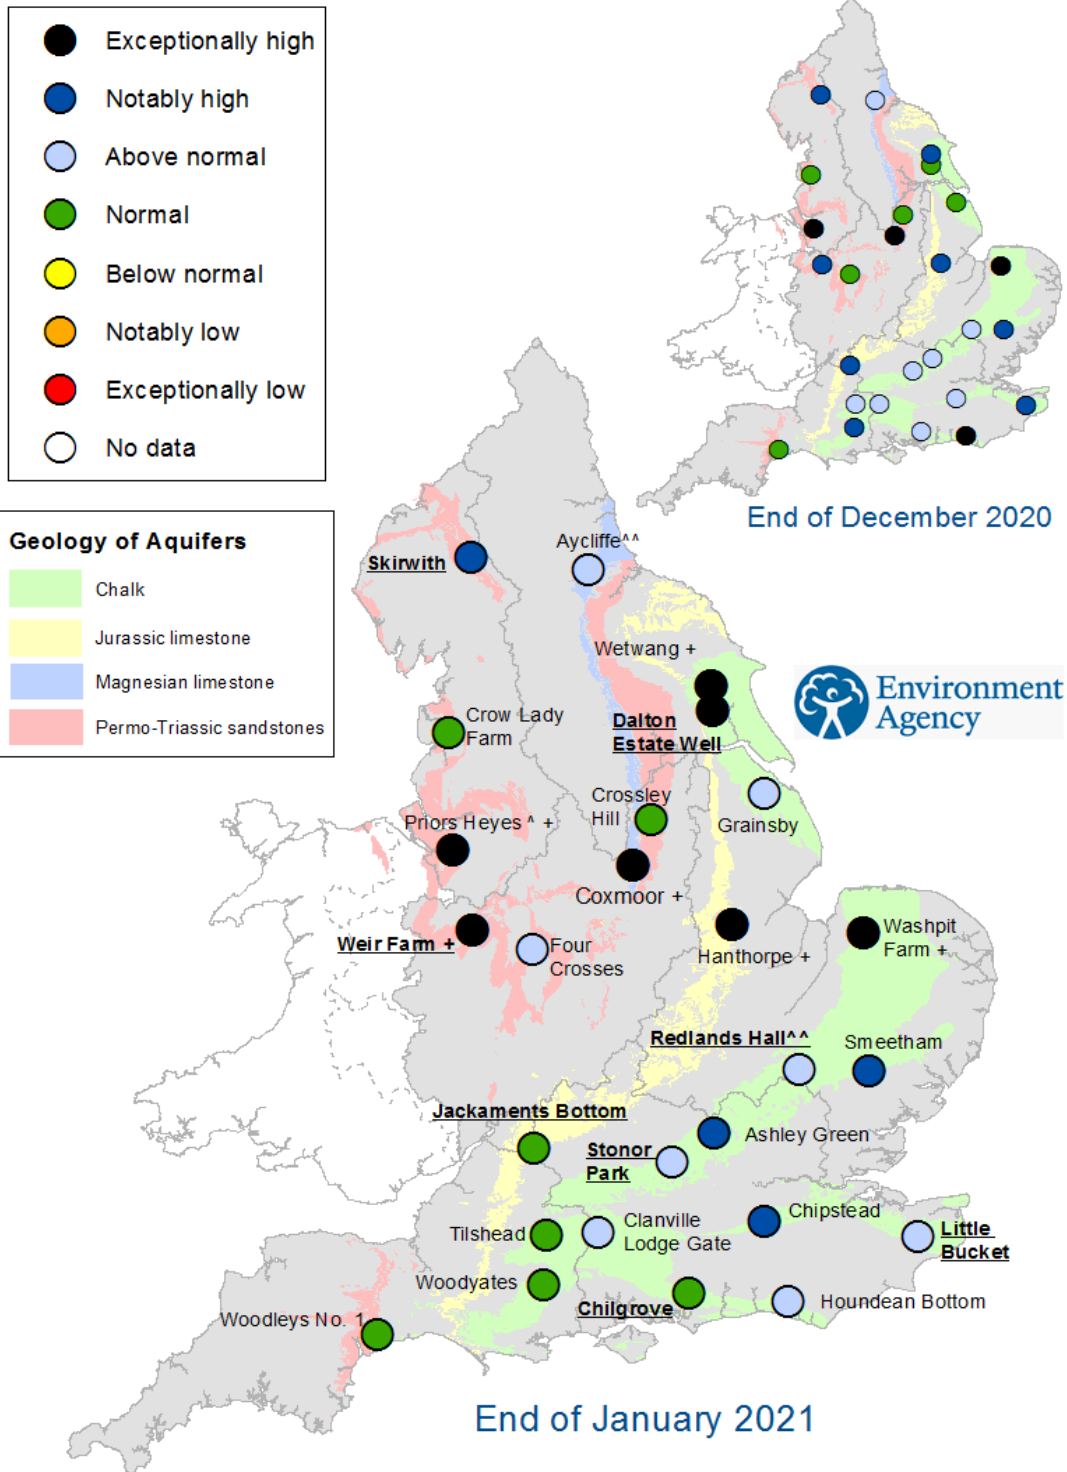 Exceptionally high
Notably high
Above normal
Normal
Below normal
Notably low
Exceptionally low
No data
End of December 2020
Geology of Aquifers
Chalk
Jurassic limestone
Magnesian limestone
Permo-Triassic sandstones
Environment
Agency
Skirwith
Aycliffe^^
Wetwang +
Dalton
Estate Well
Crow Lady
Farm
Crossley
Hill
Grainsby
Priors Heyes ^ +
Coxmoor +
Weir Farm +
Four
Crosses
Hanthorpe +
Washpit
Farm +
Redlands Hall^^
Smeetham
Jackaments Bottom
Stonor
Park
Ashley Green
Tilshead
Clanville
Lodge Gate
Chipstead
Little
Bucket
Woodyates
Chilgrove
Houndean Bottom
Woodleys No. 1
End of January 2021